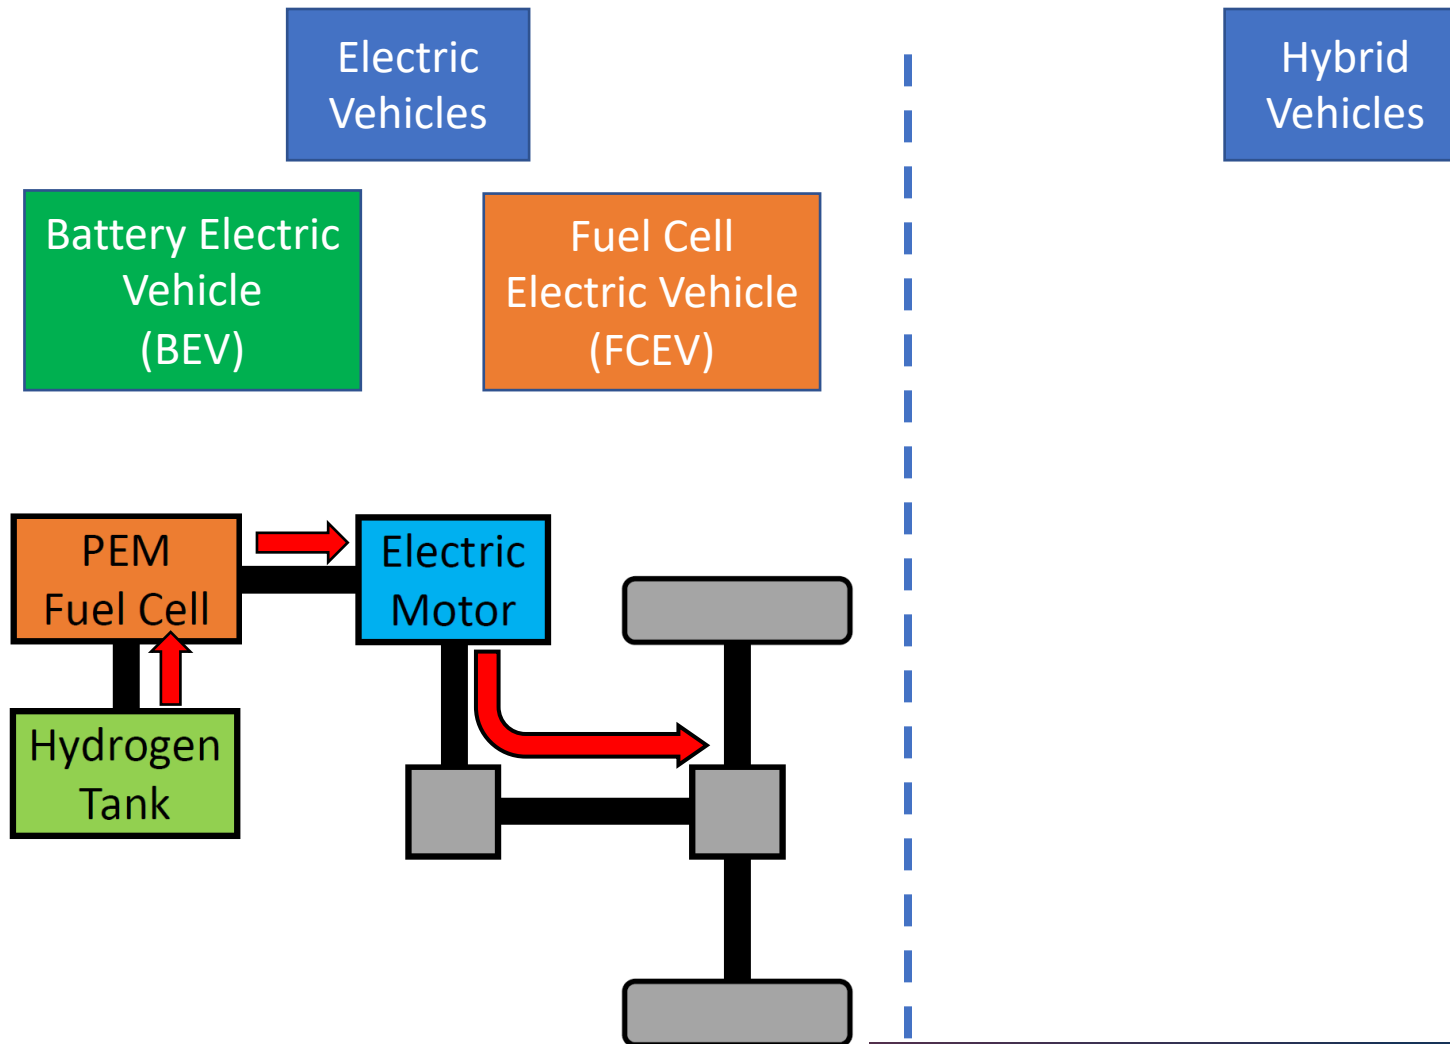 Electric
Vehicles
Hybrid
Vehicles
Battery Electric
Vehicle
(BEV)
Fuel Cell
Electric Vehicle
(FCEV)
PEM
Fuel Cell
Electric
Motor
Hydrogen
Tank